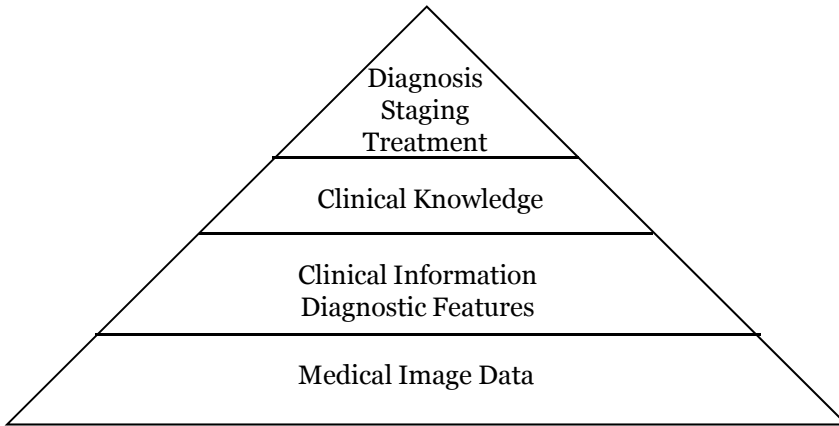 Diagnosis
Staging
Treatment
Clinical Knowledge
Clinical Information
Diagnostic Features
Medical Image Data